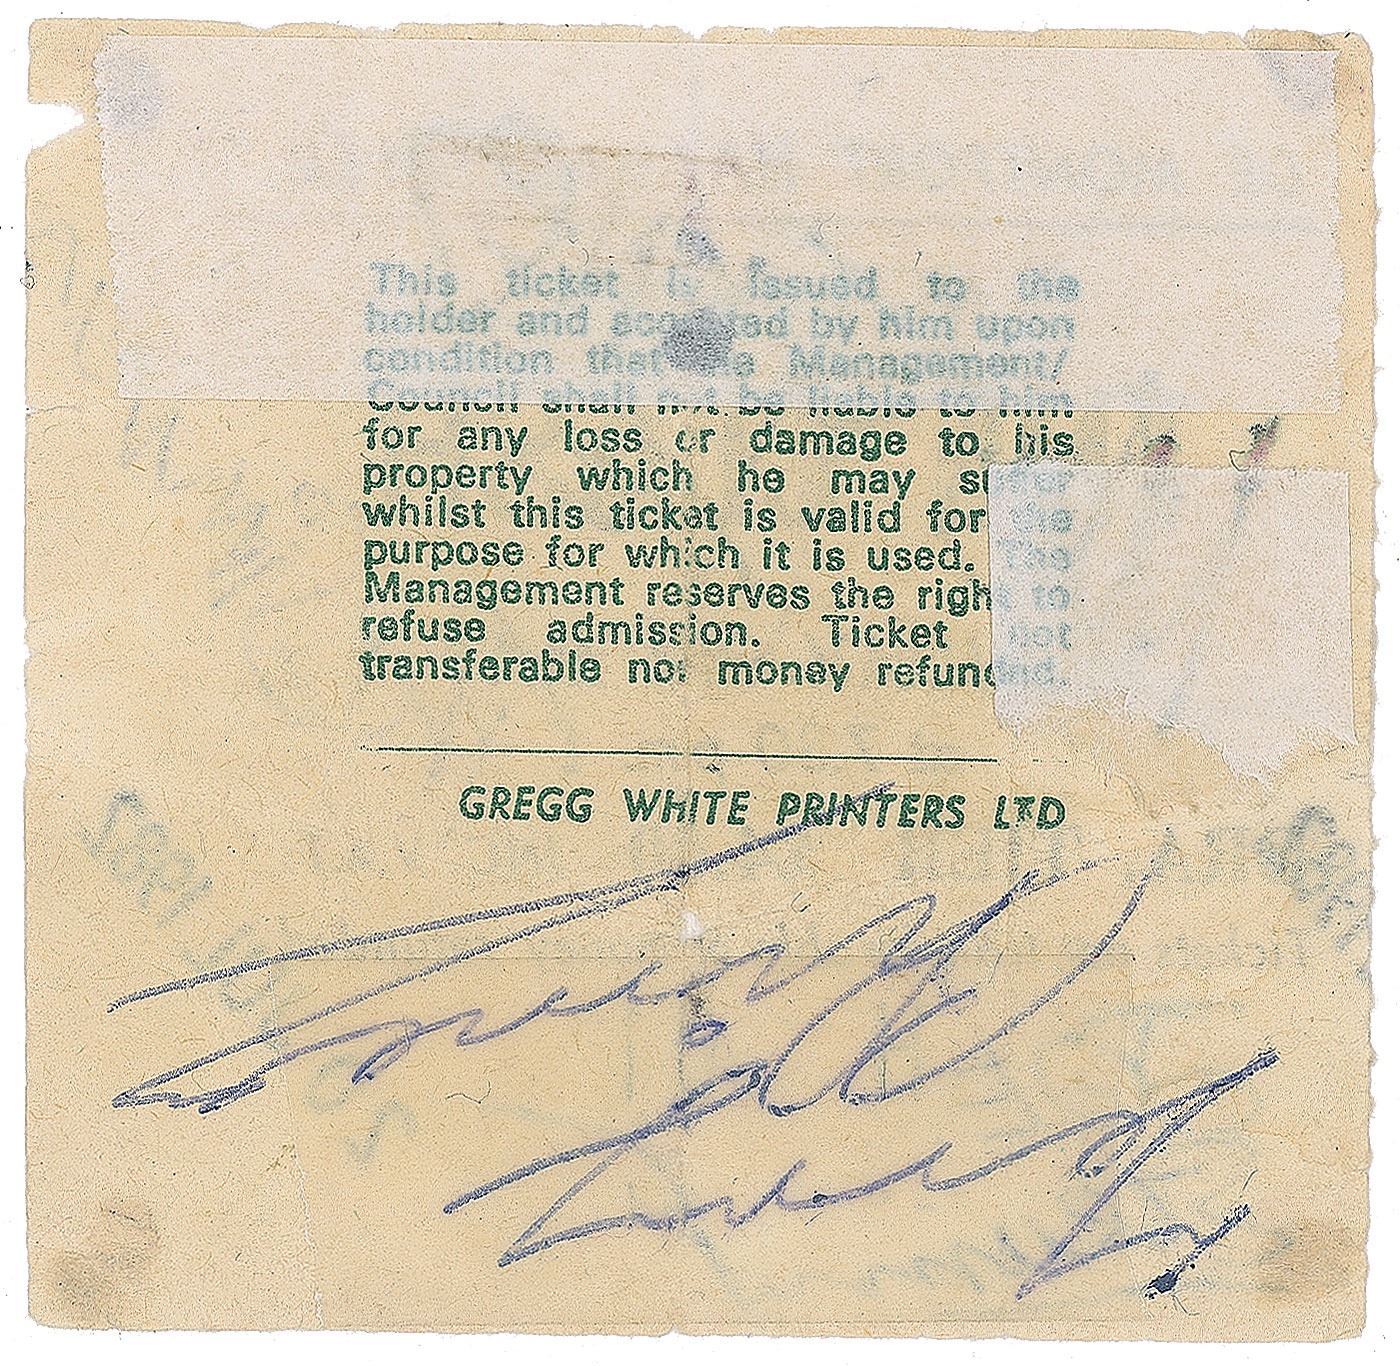 This ticket is issued to the
holder and accepted by him upon
condition that the Management/
Council shall not be liable to him
for any loss or damage to his
property which he may suffer
whilst this ticket is valid for the
purpose for which it is used. The
Management reserves the right to
refuse admission. Ticket not
transferable nor money refunded.
GREGG WHITE PRINTERS LTD